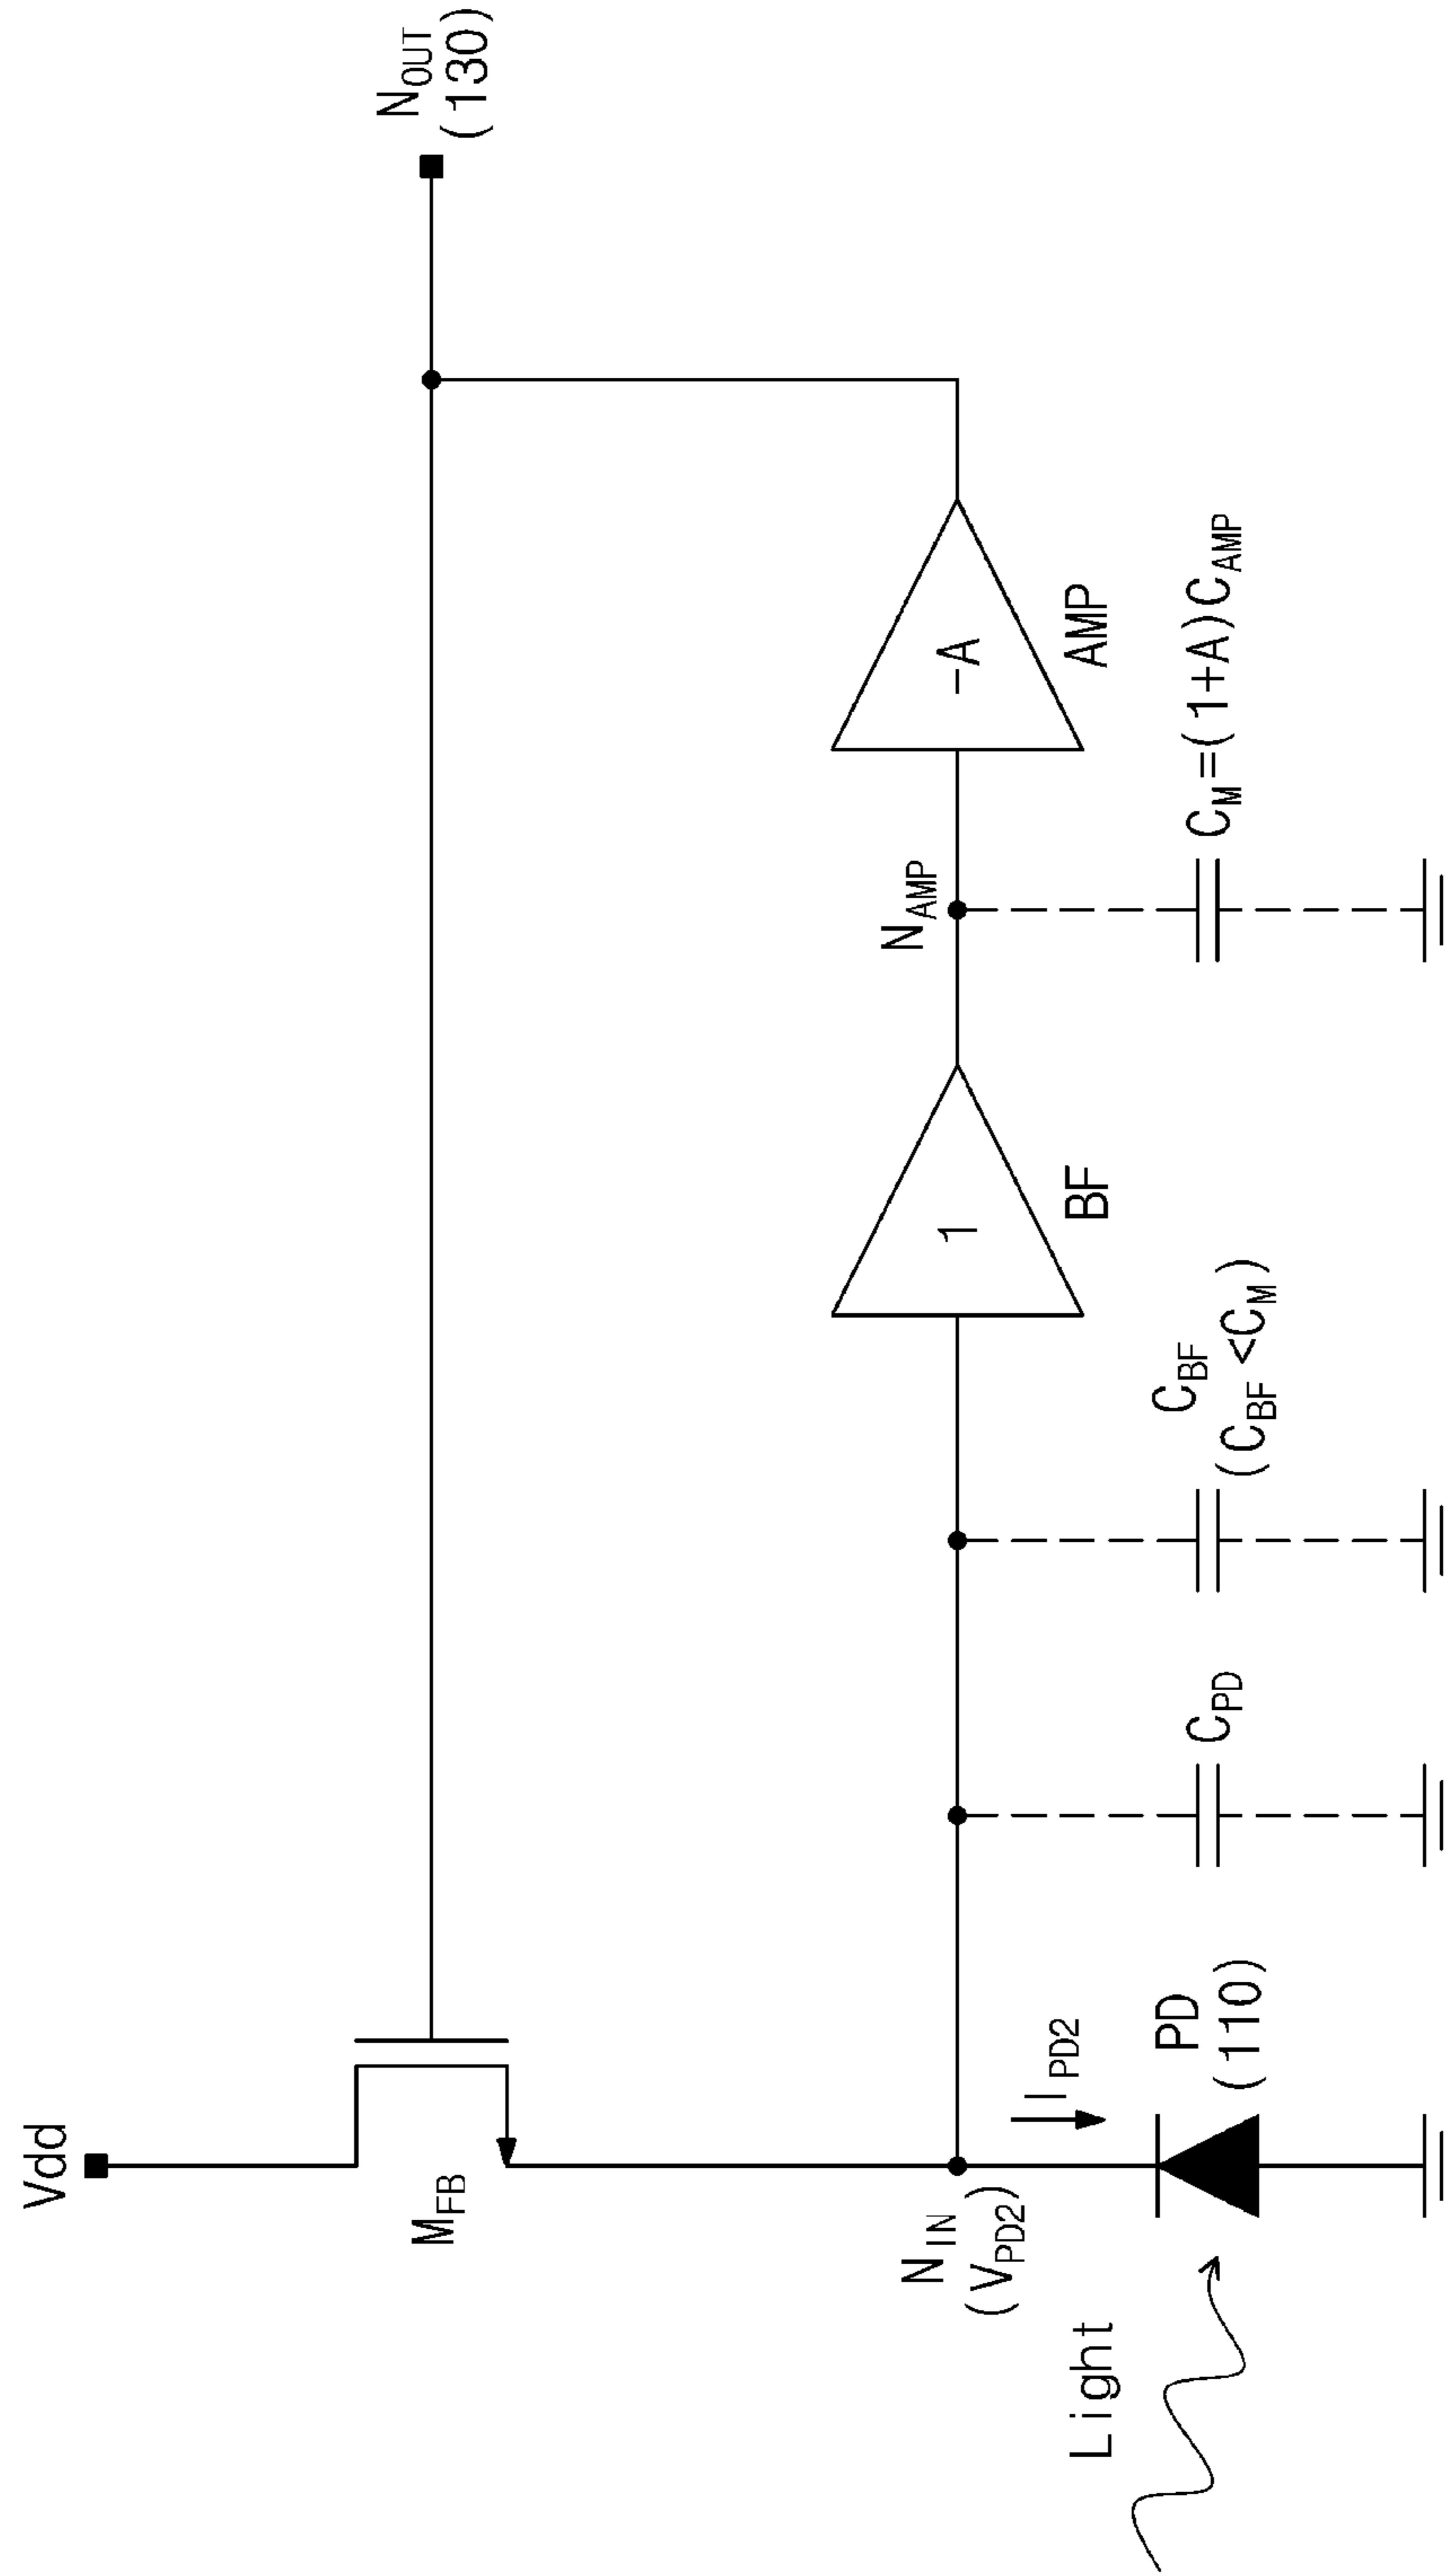 Vdd
N_OUT
(130)
M_FB
N_AMP
N_IN
(V_PD2)
1
-A
I_PD2
BF
AMP
Light
PD
(110)
C_PD
C_BF
(C_BF<C_M)
C_M=(1+A)C_AMP